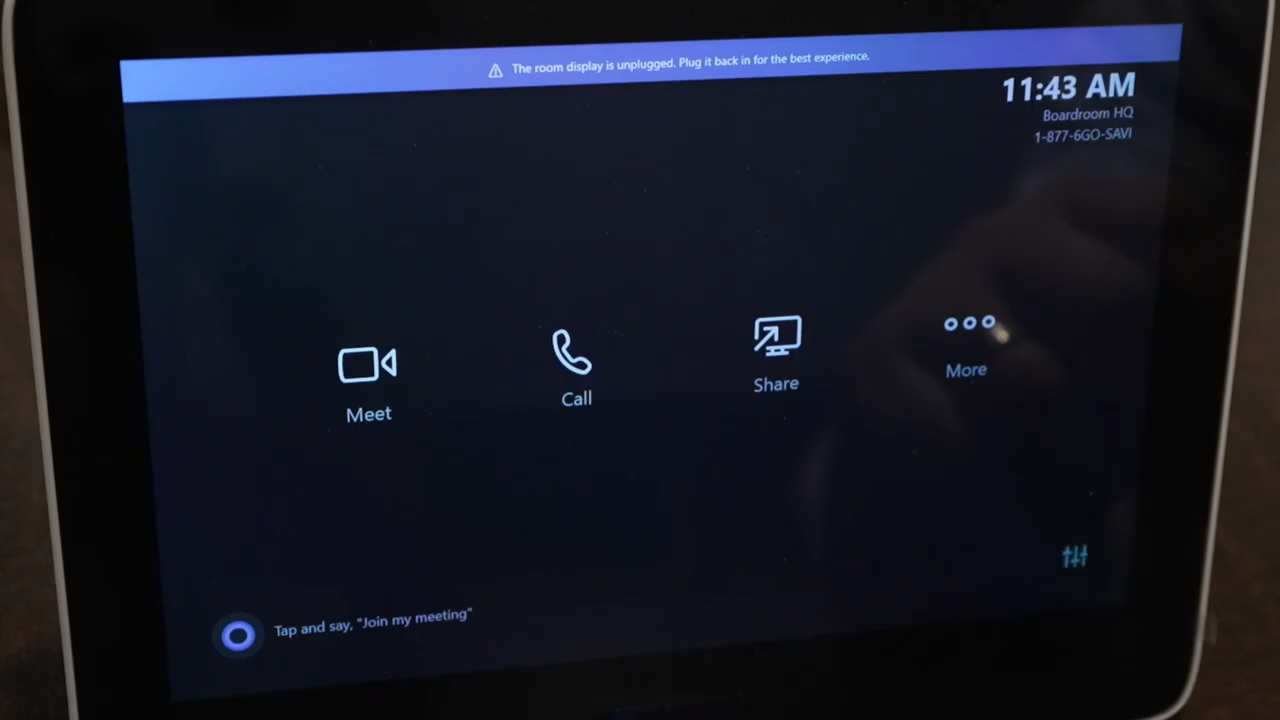 The room display is unplugged. Plug it back in for the best experience.
11:43 AM
Boardroom HQ
1-877-6GO-SAVI
Meet
Call
Share
More
Tap and say, "Join my meeting"